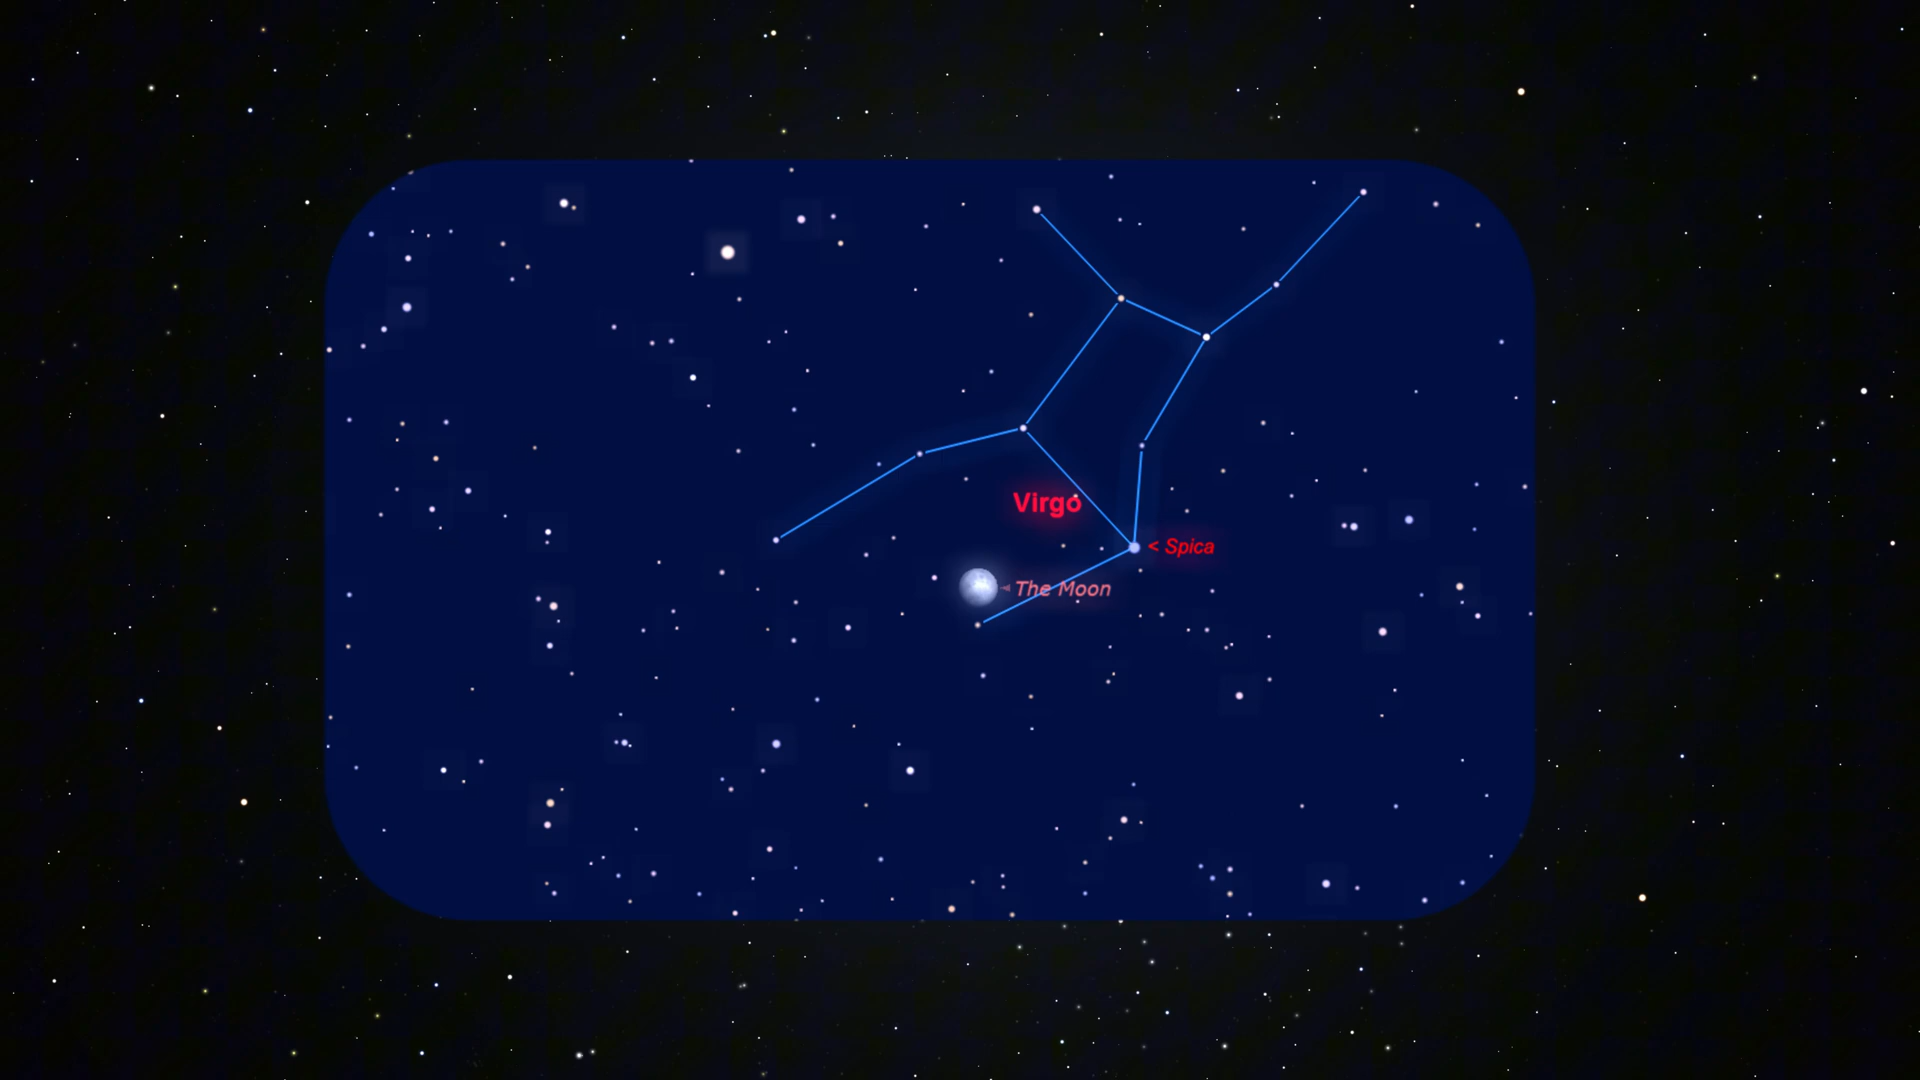 Virgo
< Spica
◄ The Moon